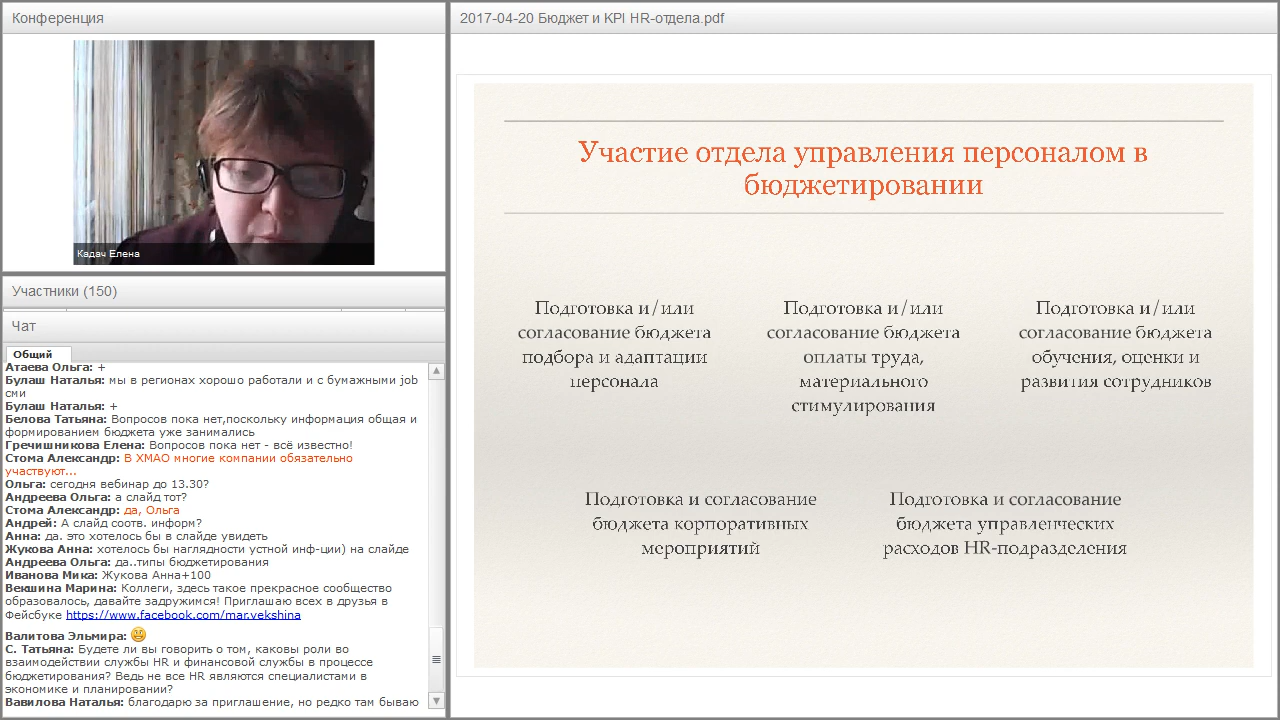 Конференция
Кадач Елена
Участники (150)
Чат
Общий
Атаева Ольга: +
Булаш Наталья: мы в регионах хорошо работали и с бумажными job
сми
Булаш Наталья: +
Белова Татьяна: Вопросов пока нет,поскольку информация общая и
формированием бюджета уже занимались
Гречишникова Елена: Вопросов пока нет - всё известно!
Стома Александр: В ХМАО многие компании обязательно
участвуют...
Ольга: сегодня вебинар до 13.30?
Андреева Ольга: а слайд тот?
Стома Александр: да, Ольга
Андрей: А слайд соотв. информ?
Анна: да. это хотелось бы в слайде увидеть
Жукова Анна: хотелось бы наглядности устной инф-ции) на слайде
Андреева Ольга: да..типы бюджетирования
Иванова Мика: Жукова Анна+100
Векшина Марина: Коллеги, здесь такое прекрасное сообщество
образовалось, давайте задружимся! Приглашаю всех в друзья в
Фейсбуке https://www.facebook.com/mar.vekshina
Валитова Эльмира:
С. Татьяна: Будете ли вы говорить о том, каковы роли во
взаимодействии службы HR и финансовой службы в процессе
бюджетирования? Ведь не все HR являются специалистами в
экономике и планировании?
Вавилова Наталья: благодарю за приглашение, но редко там бываю
2017-04-20 Бюджет и KPI HR-отдела.pdf
Участие отдела управления персоналом в
бюджетировании
Подготовка и/или
согласование бюджета
подбора и адаптации
персонала
Подготовка и/или
согласование бюджета
оплаты труда,
материального
стимулирования
Подготовка и/или
согласование бюджета
обучения, оценки и
развития сотрудников
Подготовка и согласование
бюджета корпоративных
мероприятий
Подготовка и согласование
бюджета управленческих
расходов HR-подразделения